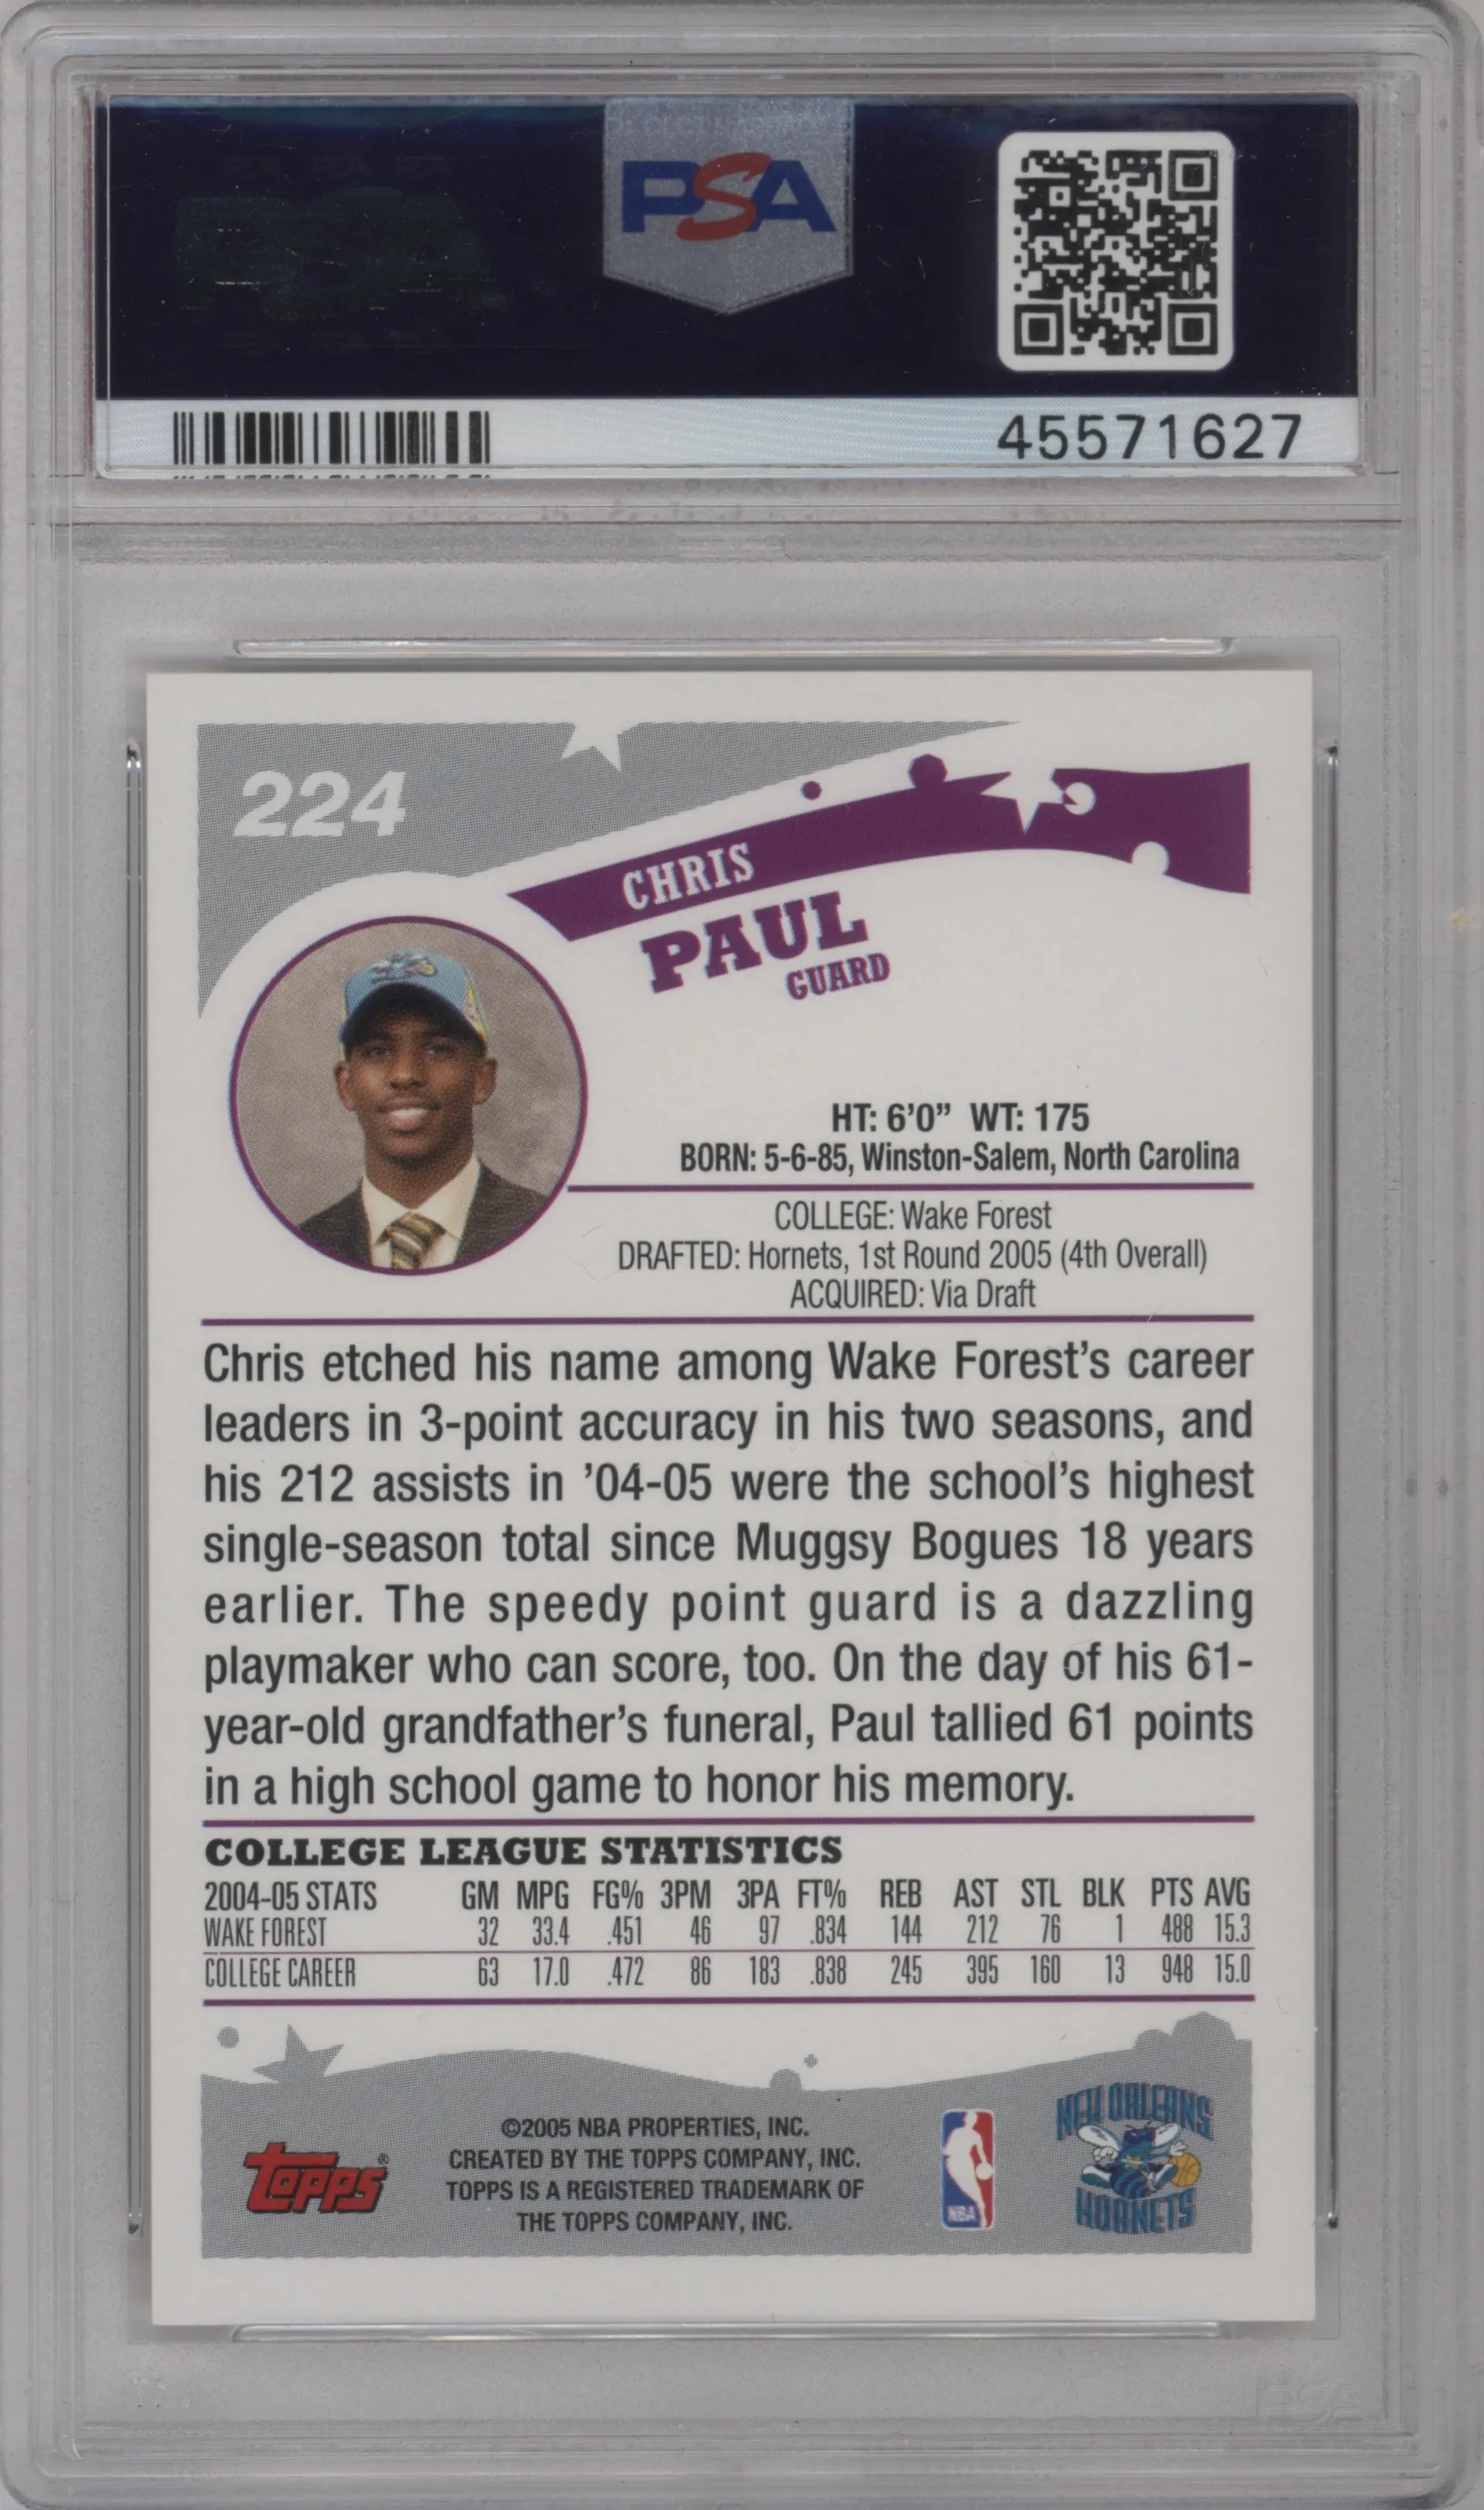 PSA
45571627
224
CHRIS
PAUL
GUARD
HT: 6’0” WT: 175
BORN: 5-6-85, Winston-Salem, North Carolina
COLLEGE: Wake Forest
DRAFTED: Hornets, 1st Round 2005 (4th Overall)
ACQUIRED: Via Draft
Chris etched his name among Wake Forest’s career
leaders in 3-point accuracy in his two seasons, and
his 212 assists in ’04-05 were the school’s highest
single-season total since Muggsy Bogues 18 years
earlier. The speedy point guard is a dazzling
playmaker who can score, too. On the day of his 61-
year-old grandfather’s funeral, Paul tallied 61 points
in a high school game to honor his memory.
COLLEGE LEAGUE STATISTICS
2004-05 STATS GM MPG FG% 3PM 3PA FT% REB AST STL BLK PTS AVG
WAKE FOREST 32 33.4 .451 46 97 .834 144 212 76 1 488 15.3
COLLEGE CAREER 63 17.0 .472 86 183 .838 245 395 160 13 948 15.0
©2005 NBA PROPERTIES, INC.
CREATED BY THE TOPPS COMPANY, INC.
TOPPS IS A REGISTERED TRADEMARK OF
THE TOPPS COMPANY, INC.
Topps®
NBA
NEW ORLEANS
HORNETS
PSA